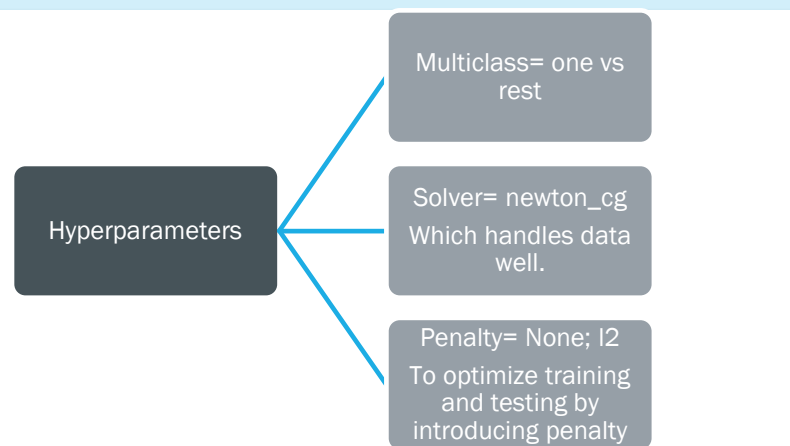 Multiclass= one vs
rest
Hyperparameters
Solver= newton_cg
Which handles data
well.
Penalty= None; l2
To optimize training
and testing by
introducing penalty